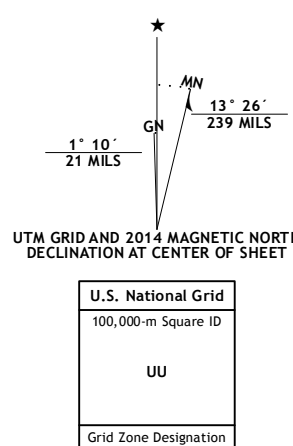 ★
MN
GN
13° 26´
239 MILS
1° 10´
21 MILS
UTM GRID AND 2014 MAGNETIC NORT
DECLINATION AT CENTER OF SHEET
U.S. National Grid
100,000-m Square ID
UU
Grid Zone Designation